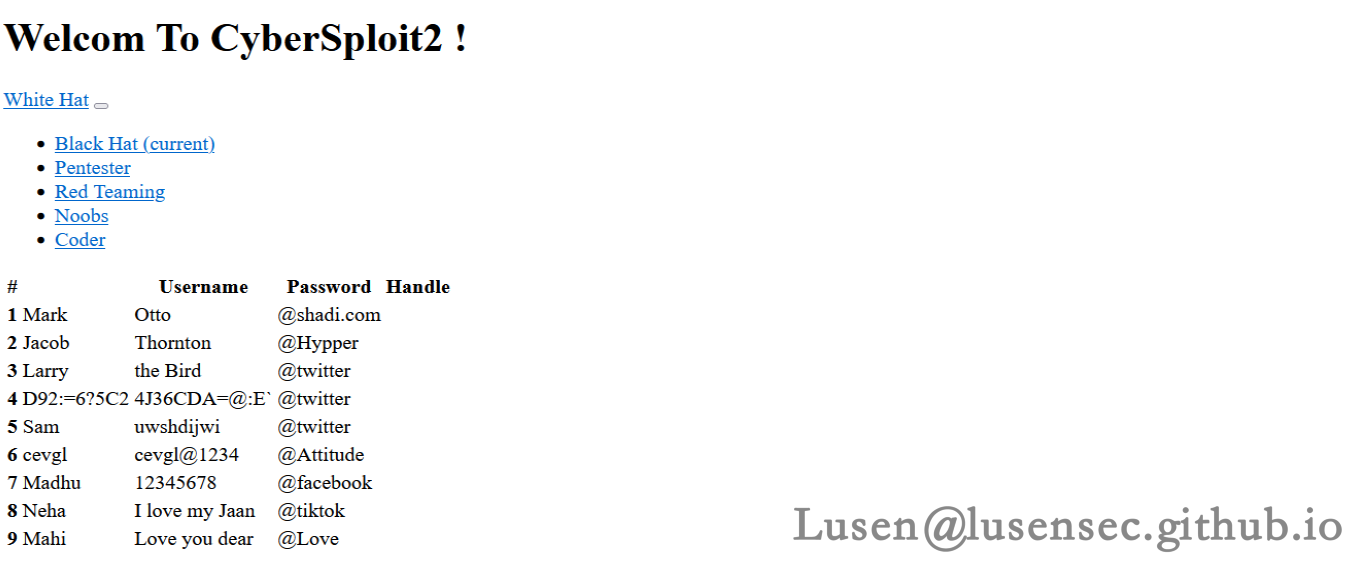 Welcom To CyberSploit2 !
White Hat
Black Hat (current)
Pentester
Red Teaming
Noobs
Coder
# Username Password Handle
1 Mark Otto @shadi.com
2 Jacob Thornton @Hypper
3 Larry the Bird @twitter
4 D92:=6?5C2 4J36CDA=@:E` @twitter
5 Sam uwshdijwi @twitter
6 cevgl cevgl@1234 @Attitude
7 Madhu 12345678 @facebook
8 Neha I love my Jaan @tiktok
9 Mahi Love you dear @Love
Lusen@lusensec.github.io